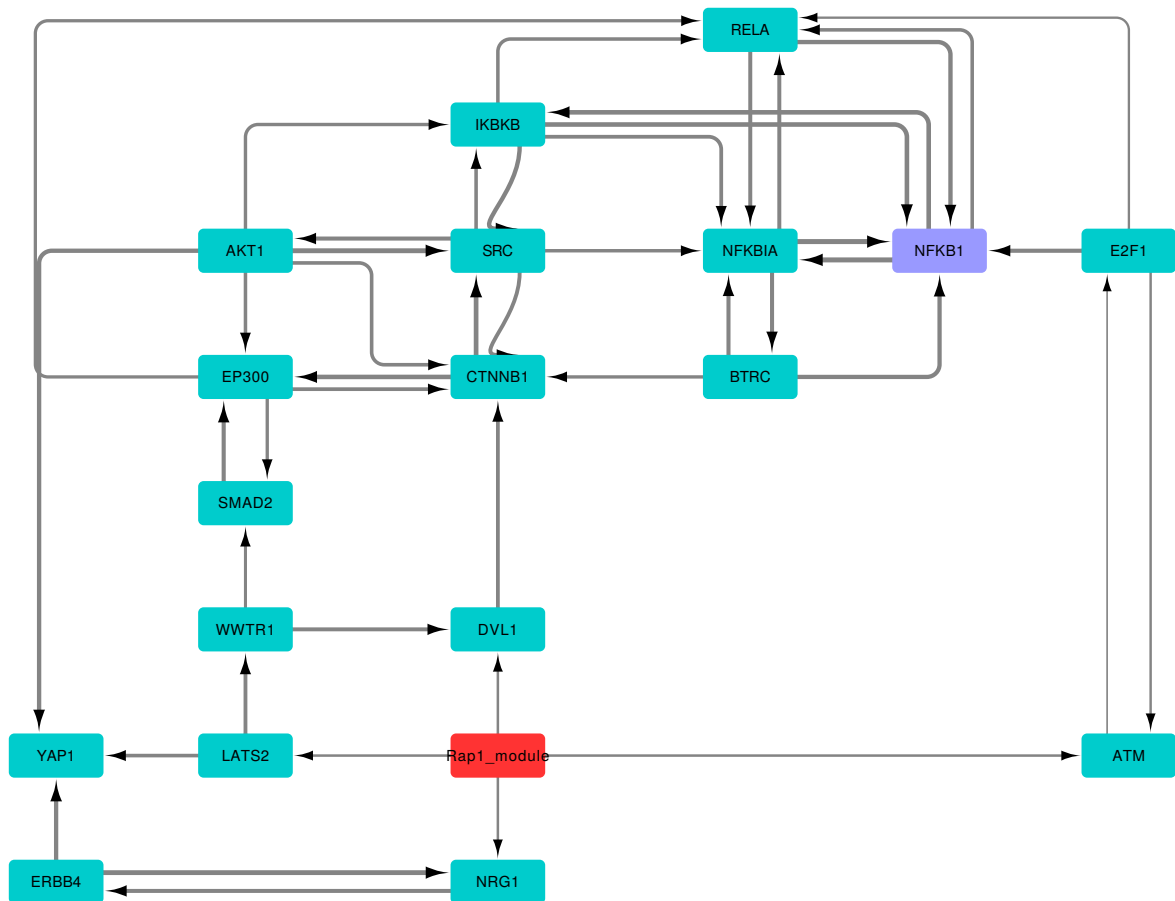 RELA
IKBKB
AKT1
SRC
NFKBIA
NFKB1
E2F1
EP300
CTNNB1
BTRC
SMAD2
WWTR1
DVL1
YAP1
LATS2
Rap1_module
ATM
ERBB4
NRG1